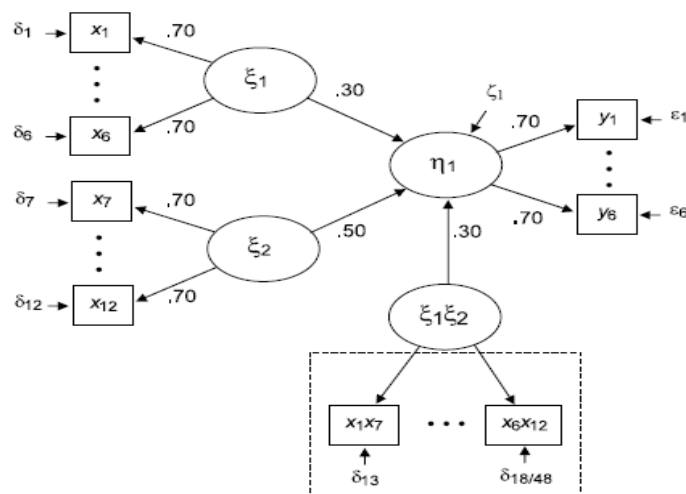 δ1 x1 .70
ξ1
.30
δ6 x6 .70
ζ1
η1
.70 y1 ε1
.70 y6 ε6
δ7 x7 .70
ξ2
.50
δ12 x12 .70
.30
ξ1ξ2
x1x7 x6x12
δ13 δ18/48